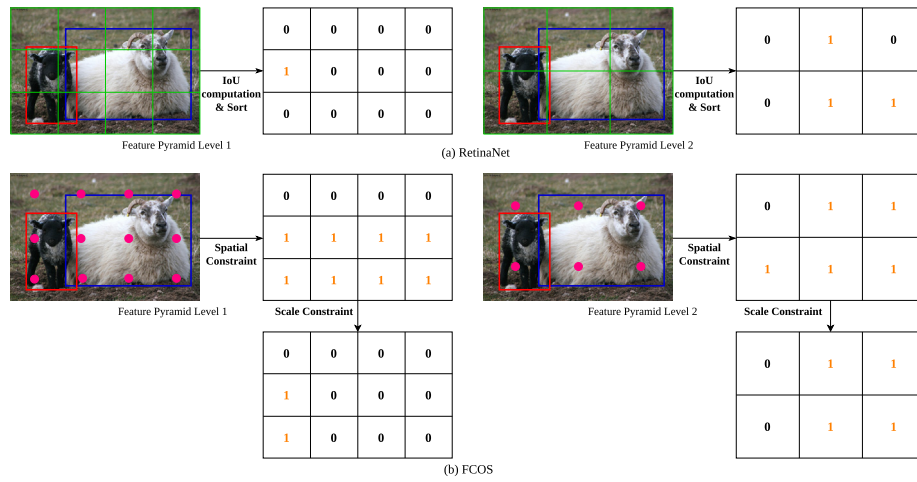 0 0 0 0
1 0 0 0
0 0 0 0
IoU
computation
& Sort
Feature Pyramid Level 1
0 1 0
0 1 1
IoU
computation
& Sort
Feature Pyramid Level 2
(a) RetinaNet
0 0 0 0
1 1 1 1
1 1 1 1
Spatial
Constraint
Feature Pyramid Level 1
Scale Constraint
0 0 0 0
1 0 0 0
1 0 0 0
0 1 1
1 1 1
Spatial
Constraint
Feature Pyramid Level 2
Scale Constraint
0 1 1
0 1 1
(b) FCOS